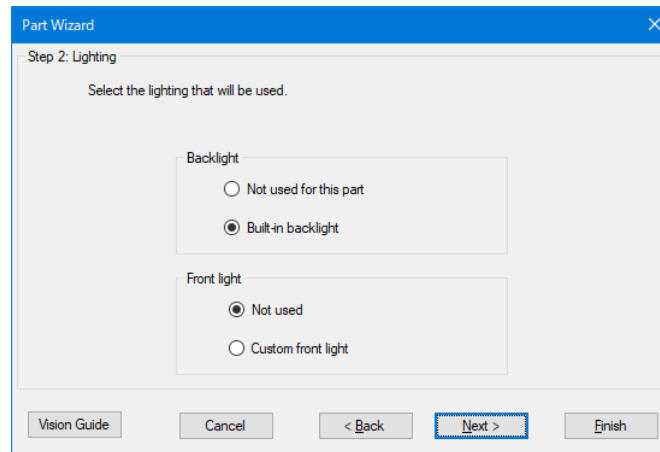 Part Wizard
Step 2: Lighting
Select the lighting that will be used.
Backlight
Not used for this part
Built-in backlight
Front light
Not used
Custom front light
Vision Guide Cancel < Back Next > Finish